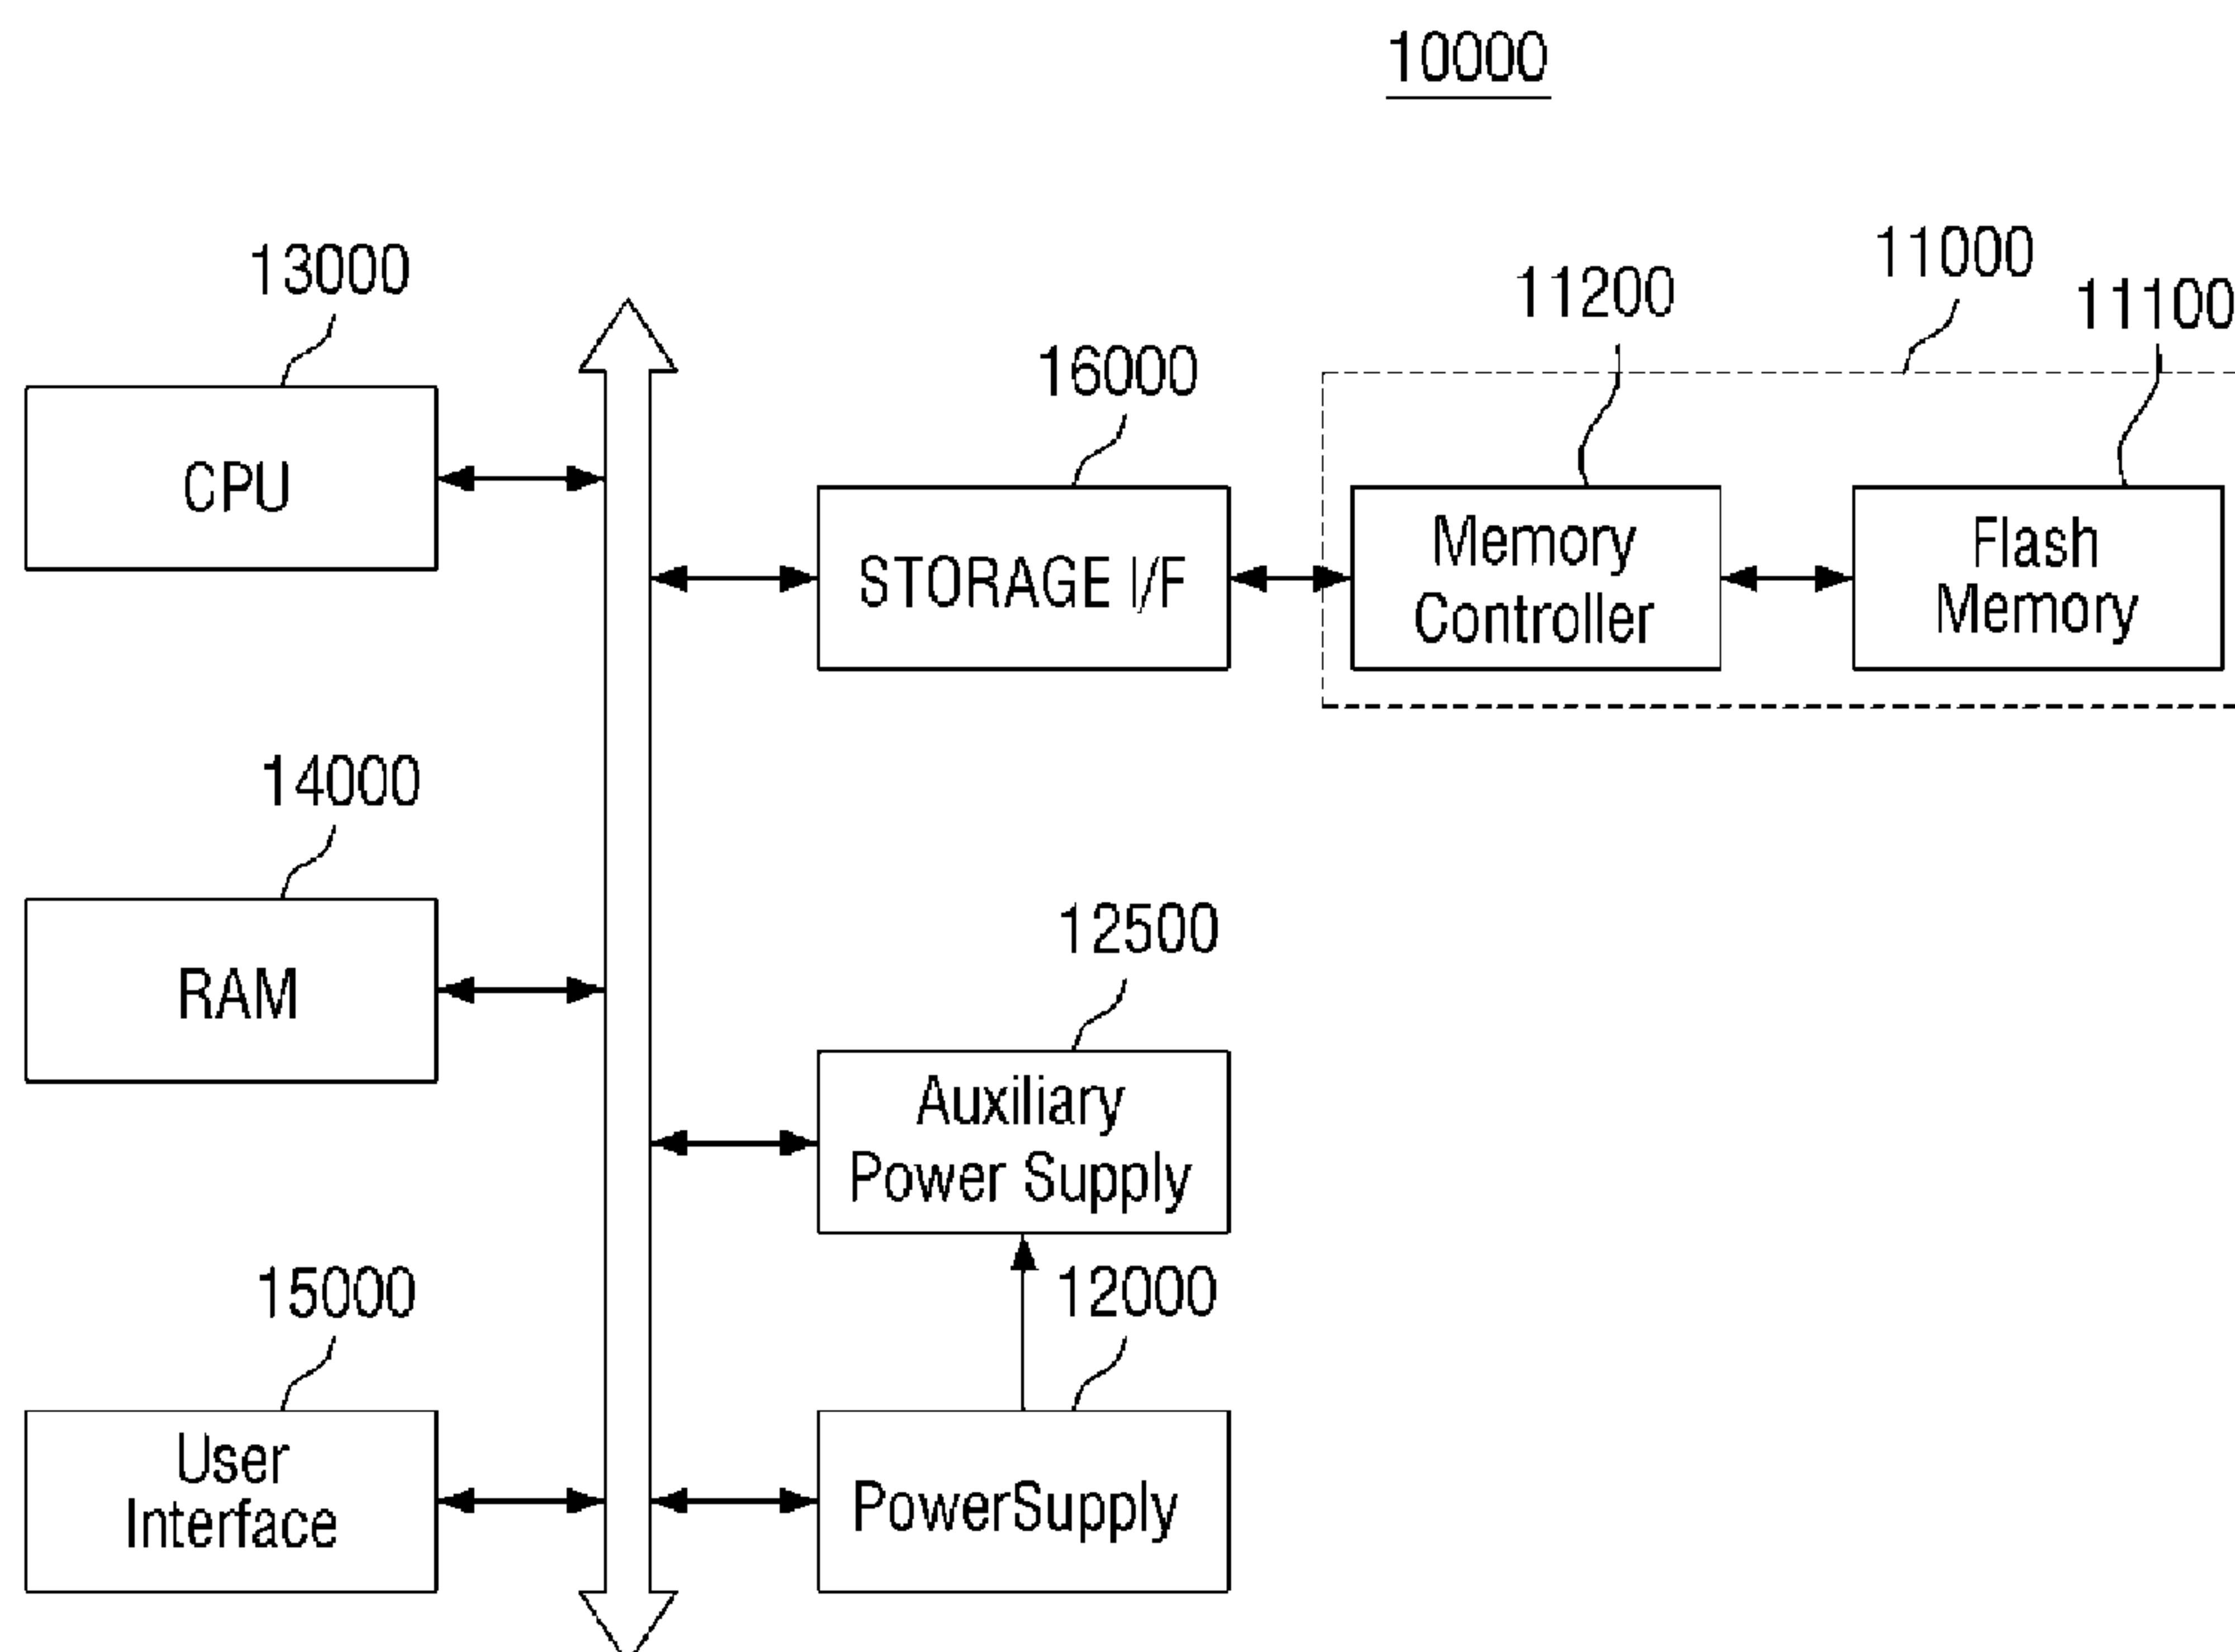 10000
13000
CPU
14000
RAM
15000
User
Interface
16000
STORAGE I/F
11200
11000
11100
Memory
Controller
Flash
Memory
12500
Auxiliary
Power Supply
12000
PowerSupply